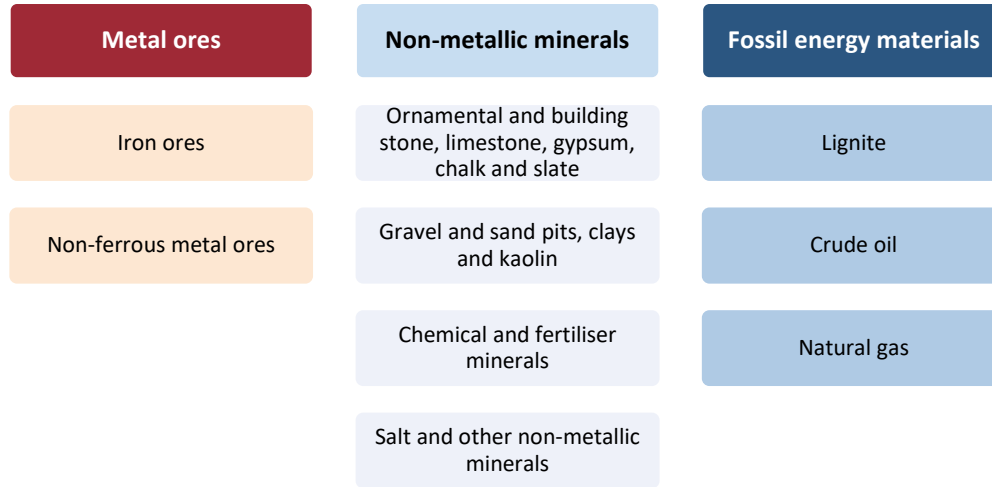 Metal ores
Iron ores
Non-ferrous metal ores
Non-metallic minerals
Ornamental and building
stone, limestone, gypsum,
chalk and slate
Gravel and sand pits, clays
and kaolin
Chemical and fertiliser
minerals
Salt and other non-metallic
minerals
Fossil energy materials
Lignite
Crude oil
Natural gas